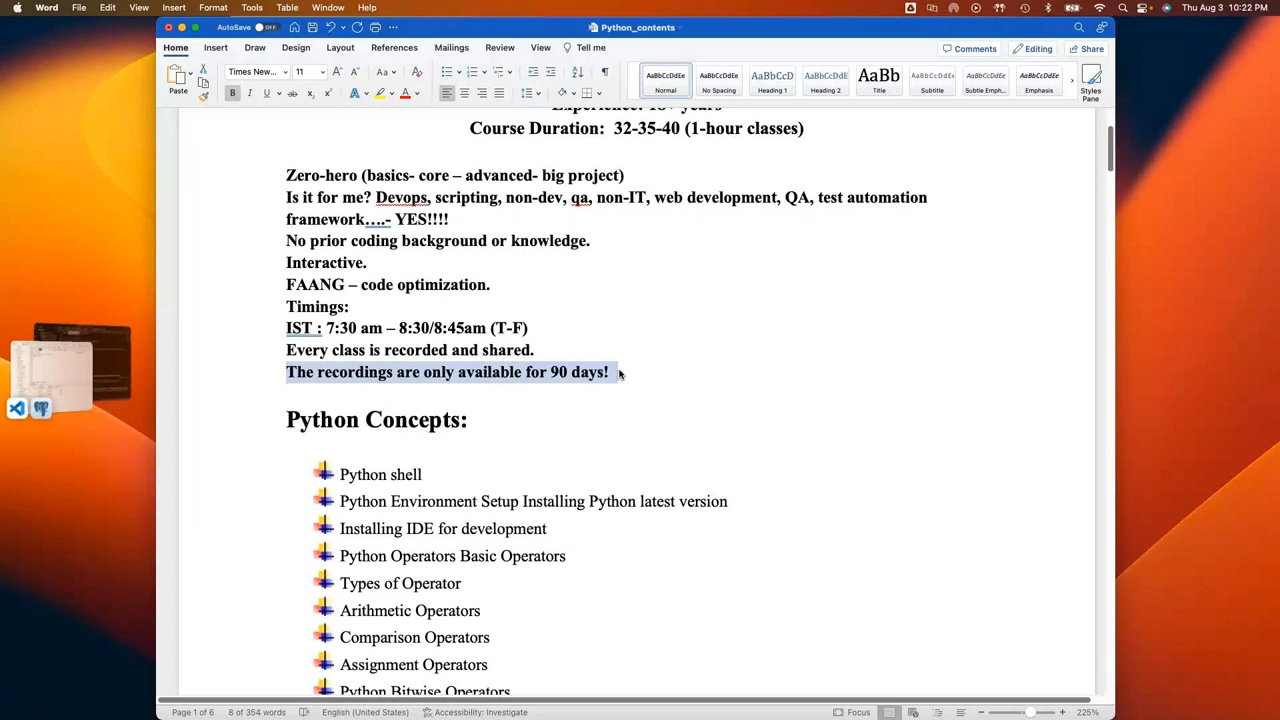 Word File Edit View Insert Format Tools Table Window Help Thu Aug 3 10:22 PM
AutoSave OFF Python_contents
Home Insert Draw Design Layout References Mailings Review View Tell me Comments Editing Share
Paste Times New... 11 Aa AaBbCcDdEe AaBbCcDdEe AaBbCcD AaBbCcDdE AaBb AaBbCcDdEe AaBbCcDdEe AaBbCcDdEe
Normal No Spacing Heading 1 Heading 2 Title Subtitle Subtle Emph... Emphasis Styles Pane
Experience: 18+ years
Course Duration: 32-35-40 (1-hour classes)
Zero-hero (basics- core – advanced- big project)
Is it for me? Devops, scripting, non-dev, qa, non-IT, web development, QA, test automation
framework….- YES!!!!
No prior coding background or knowledge.
Interactive.
FAANG – code optimization.
Timings:
IST : 7:30 am – 8:30/8:45am (T-F)
Every class is recorded and shared.
The recordings are only available for 90 days!
Python Concepts:
Python shell
Python Environment Setup Installing Python latest version
Installing IDE for development
Python Operators Basic Operators
Types of Operator
Arithmetic Operators
Comparison Operators
Assignment Operators
Python Bitwise Operators
Page 1 of 6 8 of 354 words English (United States) Accessibility: Investigate Focus 225%